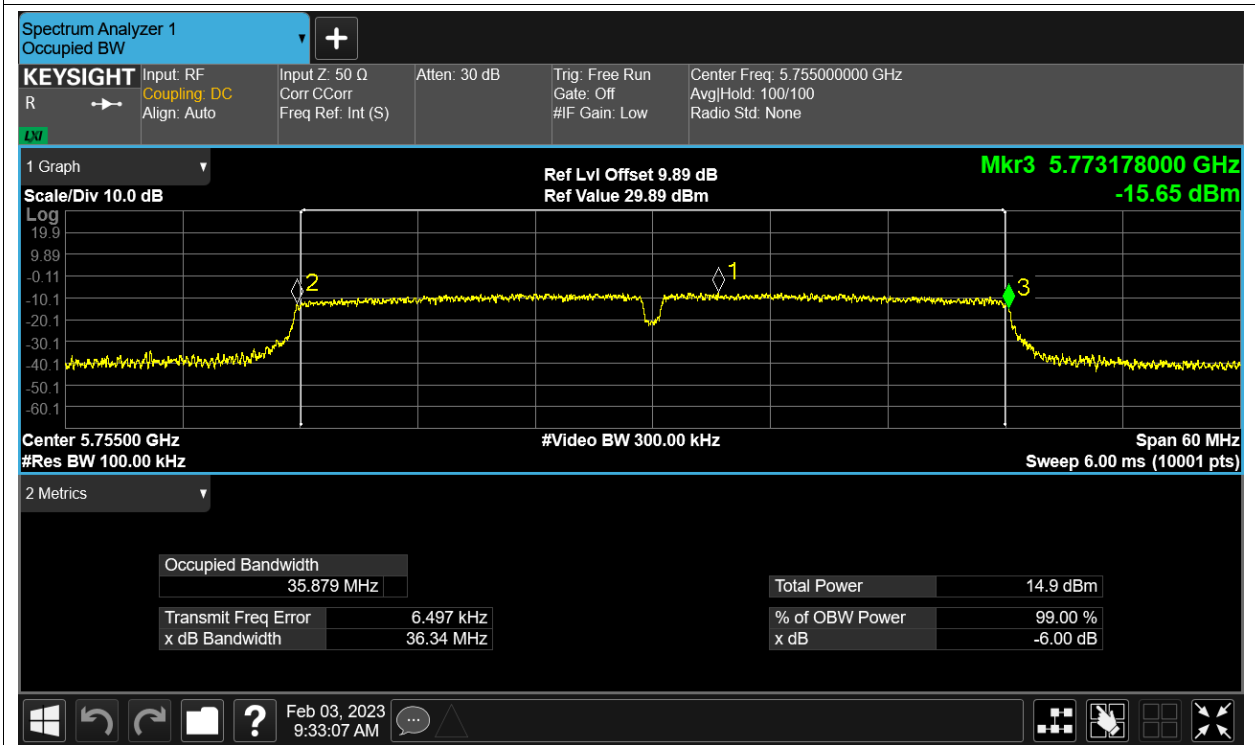 Spectrum Analyzer 1
Occupied BW
KEYSIGHT
R
LXI
Input: RF
Coupling: DC
Align: Auto
Input Z: 50 Ω
Corr CCorr
Freq Ref: Int (S)
Atten: 30 dB
Trig: Free Run
Gate: Off
#IF Gain: Low
Center Freq: 5.755000000 GHz
Avg|Hold: 100/100
Radio Std: None
1 Graph
Scale/Div 10.0 dB
Ref Lvl Offset 9.89 dB
Ref Value 29.89 dBm
Mkr3 5.773178000 GHz
-15.65 dBm
Log
19.9
9.89
-0.11
-10.1
-20.1
-30.1
-40.1
-50.1
-60.1
2
1
3
Center 5.75500 GHz
#Res BW 100.00 kHz
#Video BW 300.00 kHz
Span 60 MHz
Sweep 6.00 ms (10001 pts)
2 Metrics
Occupied Bandwidth
35.879 MHz
Transmit Freq Error 6.497 kHz
x dB Bandwidth 36.34 MHz
Total Power 14.9 dBm
% of OBW Power 99.00 %
x dB -6.00 dB
?
Feb 03, 2023
9:33:07 AM